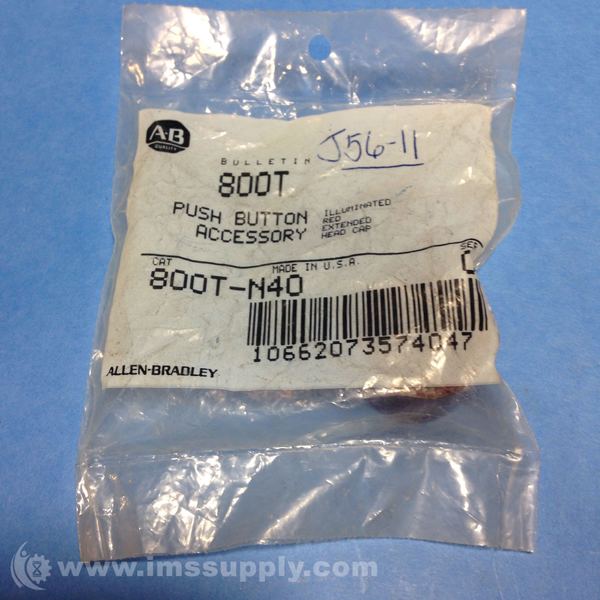 A-B
QUALITY
BULLETIN
J56-11
800T
PUSH BUTTON
ACCESSORY
ILLUMINATED
RED
EXTENDED
HEAD CAP
CAT
MADE IN U.S.A.
800T-N40
10662073574047
ALLEN-BRADLEY
www.imssupply.com